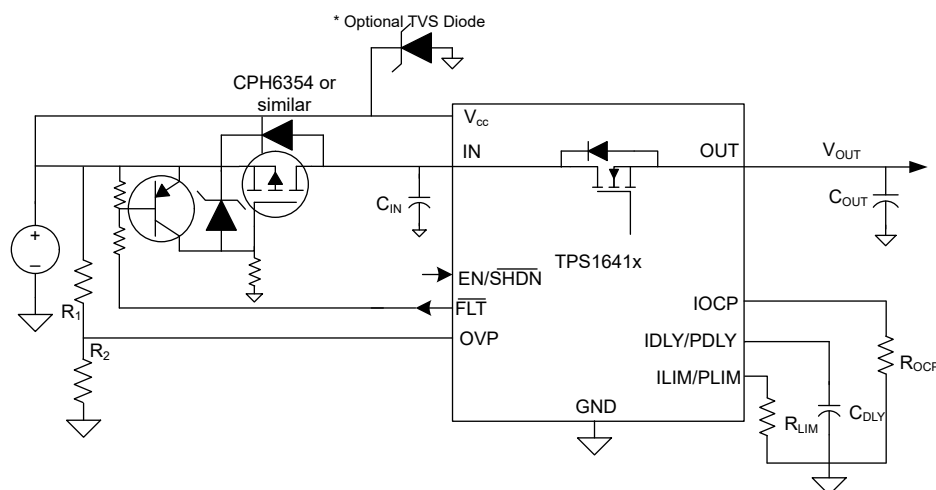 * Optional TVS Diode
CPH6354 or
similar
Vcc
IN
OUT
VOUT
CIN
COUT
+
−
TPS1641x
EN/SHDN
R1
FLT
IOCP
R2
OVP
IDLY/PDLY
ROCP
ILIM/PLIM
GND
RLIM
CDLY